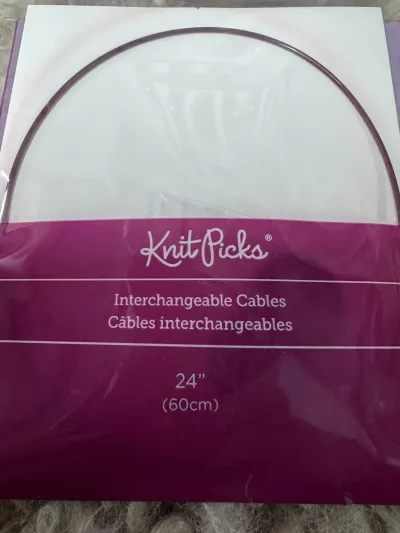 KnitPicks®
Interchangeable Cables
Câbles interchangeables
24”
(60cm)